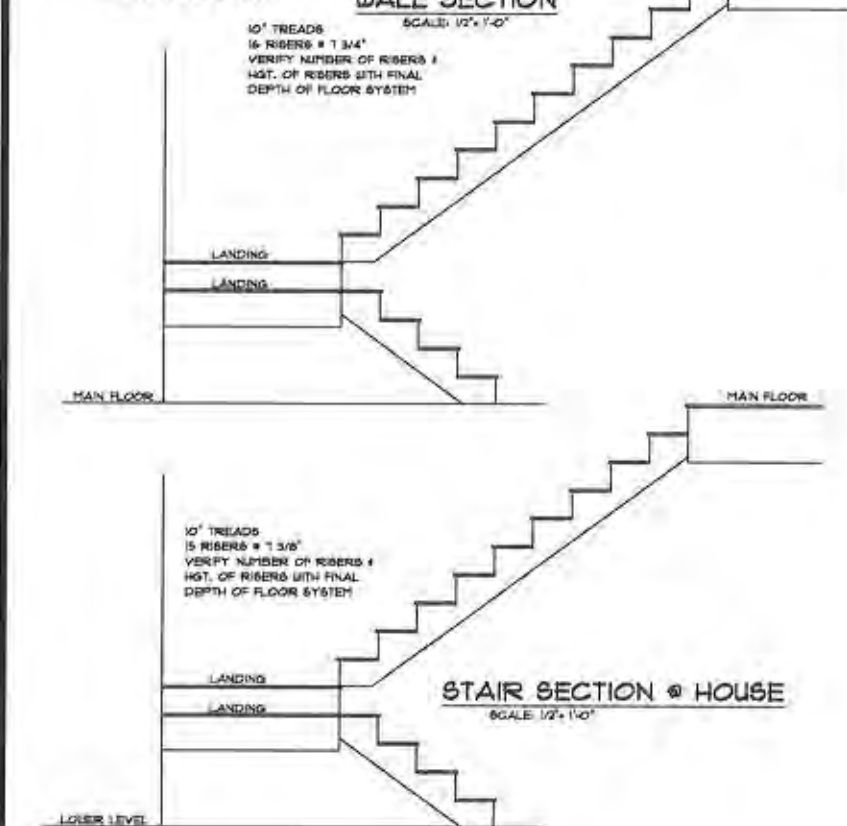 WALL SECTION
SCALE: 1/2"= 1'-0"
10" TREADS
16 RISERS @ 7 3/4"
VERIFY NUMBER OF RISERS &
HGT. OF RISERS WITH FINAL
DEPTH OF FLOOR SYSTEM
LANDING
LANDING
MAIN FLOOR
MAIN FLOOR
10" TREADS
15 RISERS @ 7 3/8"
VERIFY NUMBER OF RISERS &
HGT. OF RISERS WITH FINAL
DEPTH OF FLOOR SYSTEM
LANDING
LANDING
STAIR SECTION @ HOUSE
SCALE: 1/2"= 1'-0"
LOWER LEVEL